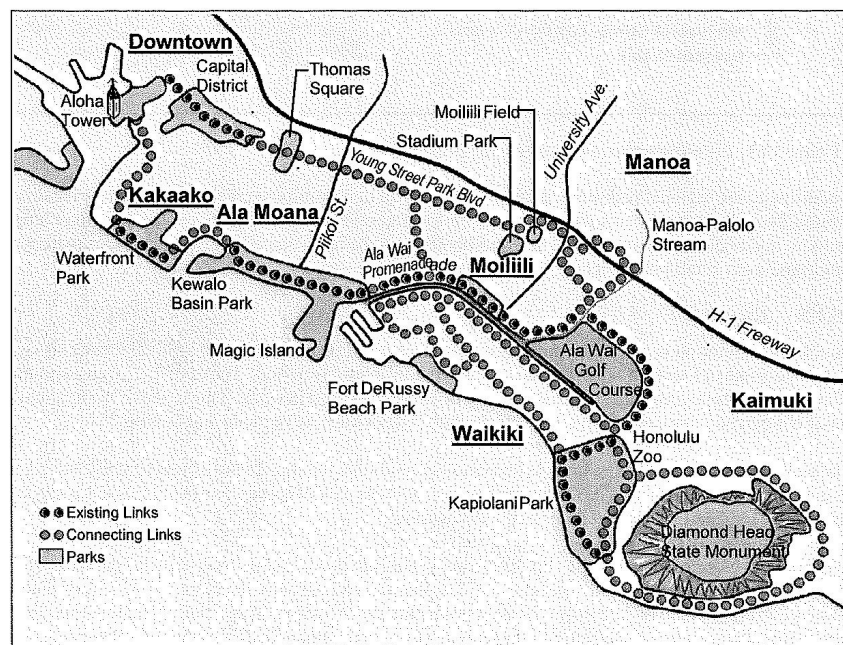 Downtown
Capital
District
Thomas
Square
Aloha
Tower
Moiliili Field
Stadium Park
University Ave.
Manoa
Young Street Park Blvd
Manoa-Palolo
Stream
Kakaako
Ala Moana
Piikoi St.
Waterfront
Park
Kewalo
Basin Park
Ala Wai
Promenade
ade
Moiliili
H-1 Freeway
Magic Island
Ala Wai
Golf
Course
Fort DeRussy
Beach Park
Kaimuki
Waikiki
Honolulu
Zoo
Kapiolani Park
Diamond Head
State Monument
Existing Links
Connecting Links
Parks